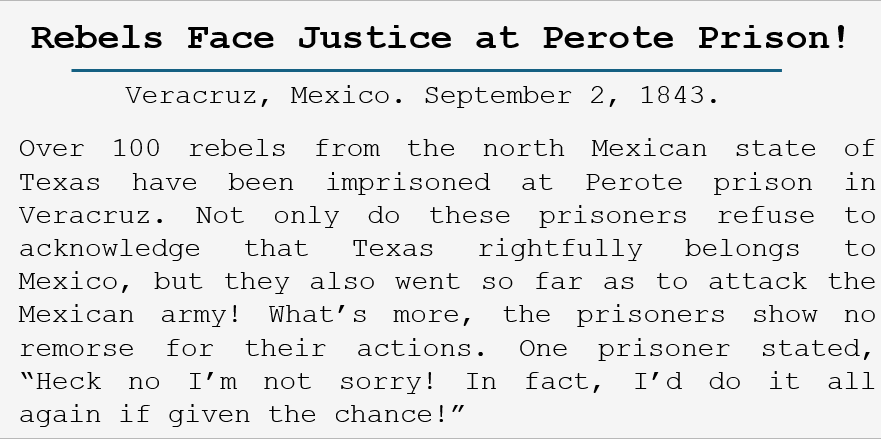 Rebels Face Justice at Perote Prison!
Veracruz, Mexico. September 2, 1843.
Over 100 rebels from the north Mexican state of
Texas have been imprisoned at Perote prison in
Veracruz. Not only do these prisoners refuse to
acknowledge that Texas rightfully belongs to
Mexico, but they also went so far as to attack the
Mexican army! What’s more, the prisoners show no
remorse for their actions. One prisoner stated,
“Heck no I’m not sorry! In fact, I’d do it all
again if given the chance!”